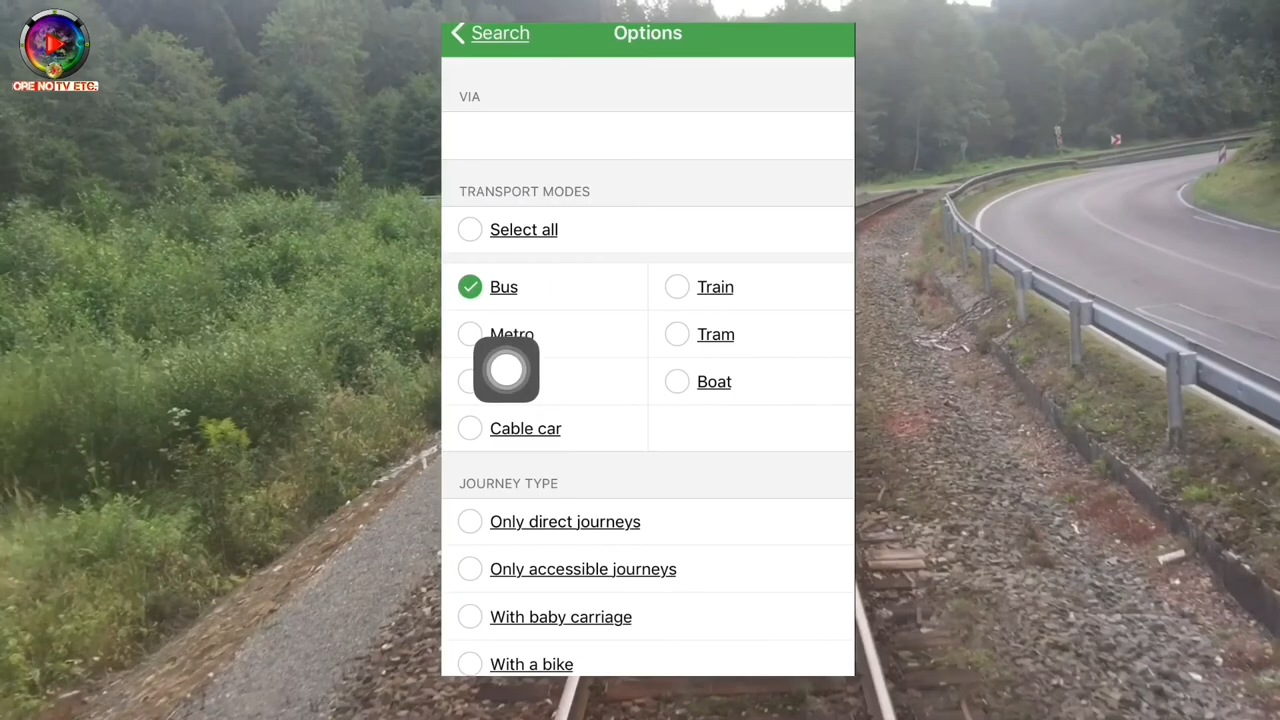 ORE NO TV ETC.
Search
Options
VIA
TRANSPORT MODES
Select all
Bus
Train
Metro
Tram
Boat
Cable car
JOURNEY TYPE
Only direct journeys
Only accessible journeys
With baby carriage
With a bike